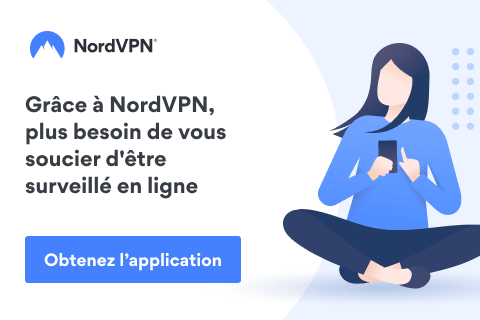 NordVPN®
Grâce à NordVPN,
plus besoin de vous
soucier d'être
surveillé en ligne
Obtenez l’application